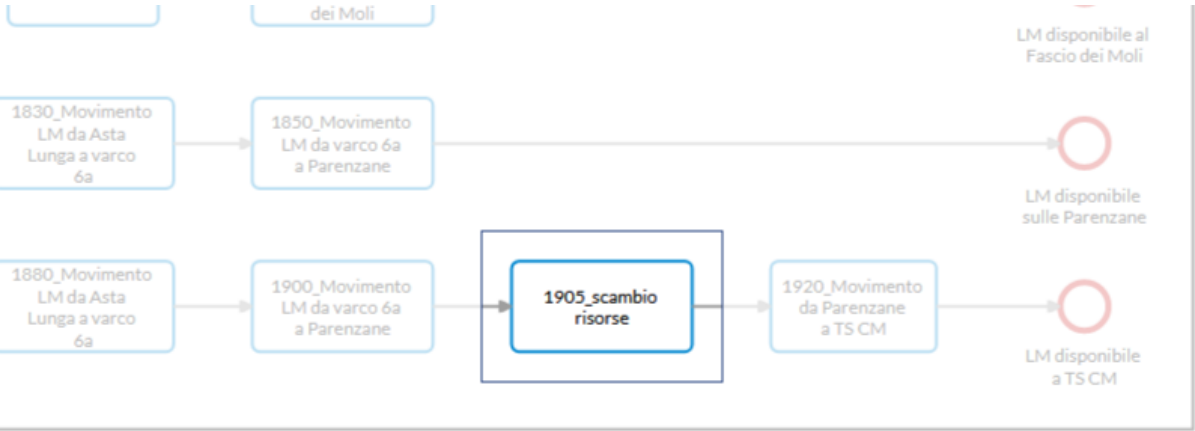 dei Moli
LM disponibile al
Fascio dei Moli
1830_Movimento
LM da Asta
Lunga a varco
6a
1850_Movimento
LM da varco 6a
a Parenzane
LM disponibile
sulle Parenzane
1880_Movimento
LM da Asta
Lunga a varco
6a
1900_Movimento
LM da varco 6a
a Parenzane
1905_scambio
risorse
1920_Movimento
da Parenzane
a TS CM
LM disponibile
a TS CM